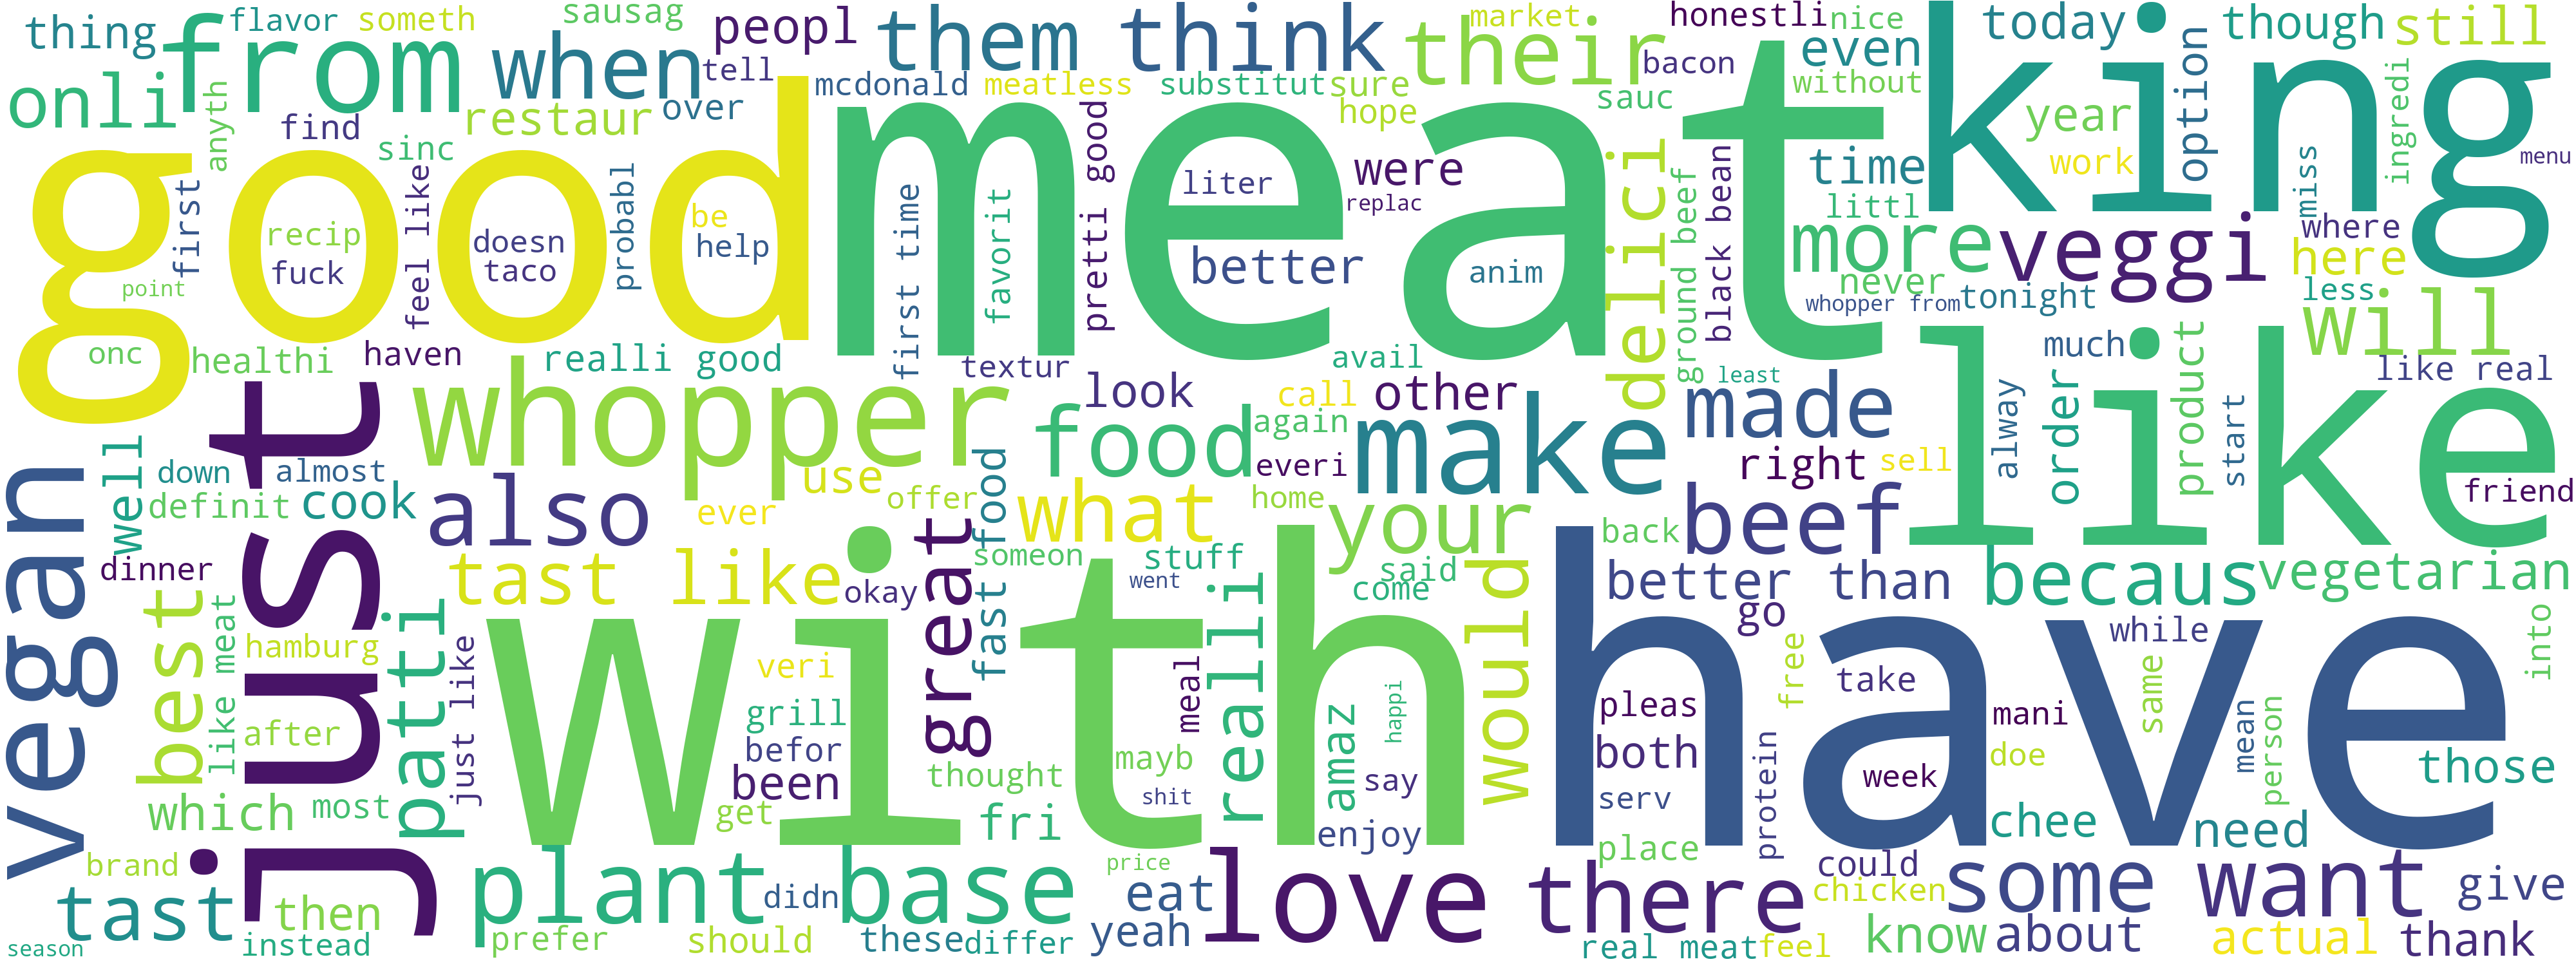 thing
from
flavor
someth
sausag
when
peopl
tell
them
think
their
market
honestli
nice
today
though
still
onli
anyth
find
sinc
restaur
over
mcdonald
meatless
substitut
sure
hope
bacon
sauc
even
without
king
year
work
option
miss
ingredi
menu
good
meat
first
recip
fuck
feel like
doesn
taco
probabl
be
help
first time
favorit
pretti good
liter
replac
were
better
anim
delici
ground beef
black bean
time
littl
more
never
whopper from
veggi
tonight
where
here
less
will
point
onc
healthi
haven
realli good
textur
avail
look
call
other
least
much
like real
like
just
whopper
food
again
everi
make
made
right
sell
alway
order
product
start
friend
vegan
well
down
almost
definit
cook
also
use
offer
ever
what
home
your
back
beef
dinner
best
tast like
okay
great
fast food
someon
stuff
went
said
come
would
better than
becaus
vegetarian
go
while
into
like meat
hamburg
patti
just like
with
veri
meal
realli
have
pleas
free
take
mani
same
mean
person
after
grill
befor
been
thought
mayb
amaz
happi
say
both
serv
protein
week
doe
those
which
most
get
fri
shit
enjoy
place
could
chee
need
brand
tast
then
plant base
didn
price
eat
love
there
chicken
some
want
give
season
instead
prefer
should
these
differ
yeah
real meat
feel
know
about
actual
thank